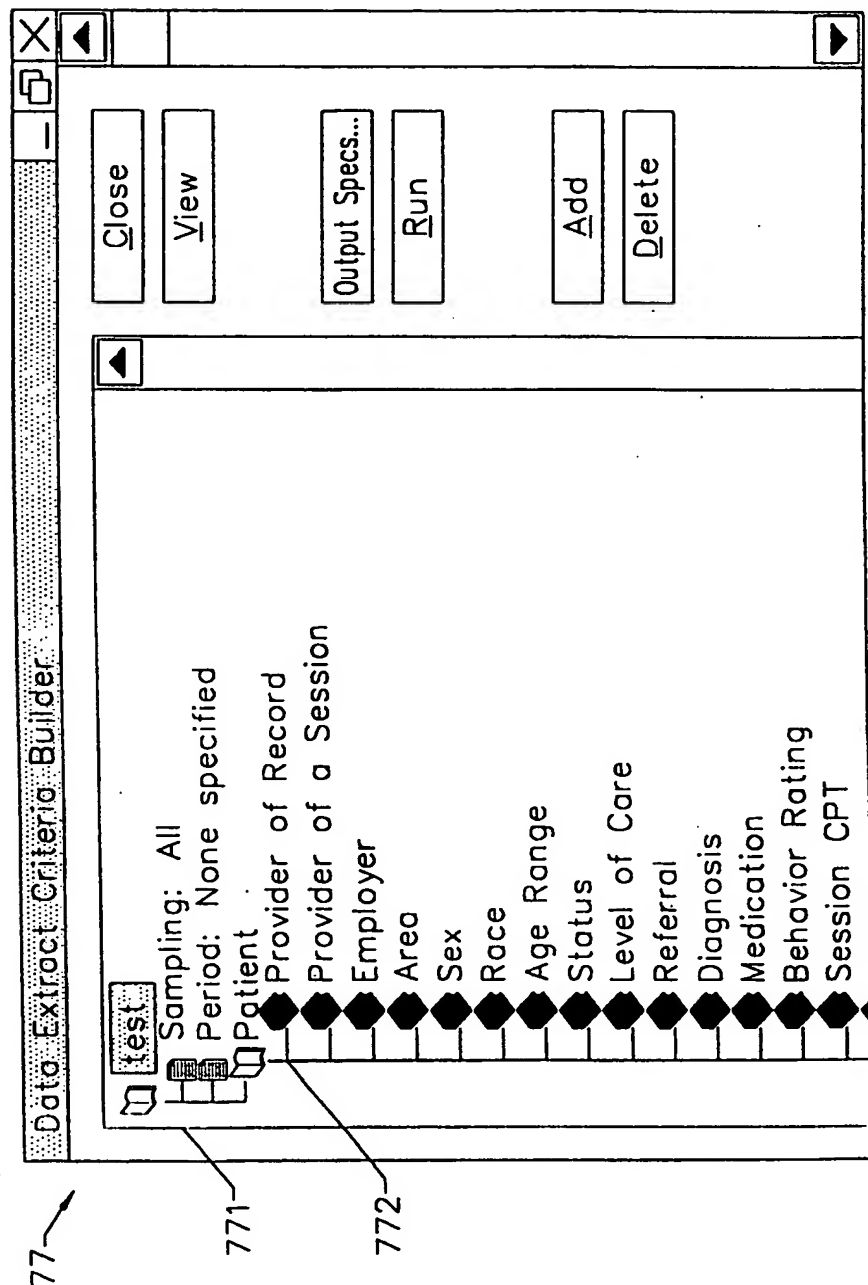 Data Extract Criteria Builder
test
Sampling: All
Period: None specified
Patient
Provider of Record
Provider of a Session
Employer
Area
Sex
Race
Age Range
Status
Level of Care
Referral
Diagnosis
Medication
Behavior Rating
Session CPT
Close
View
Output Specs...
Run
Add
Delete
77
771
772